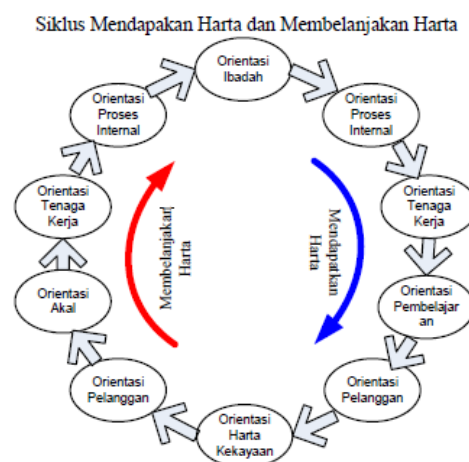 Siklus Mendapakan Harta dan Membelanjakan Harta
Orientasi
Ibadah
Orientasi
Proses
Internal
Orientasi
Tenaga
Kerja
Orientasi
Pembelajar
an
Orientasi
Pelanggan
Orientasi
Harta
Kekayaan
Orientasi
Pelanggan
Orientasi
Akal
Orientasi
Tenaga
Kerja
Orientasi
Proses
Internal
Membelanjakan
Harta
Mendapatkan
Harta